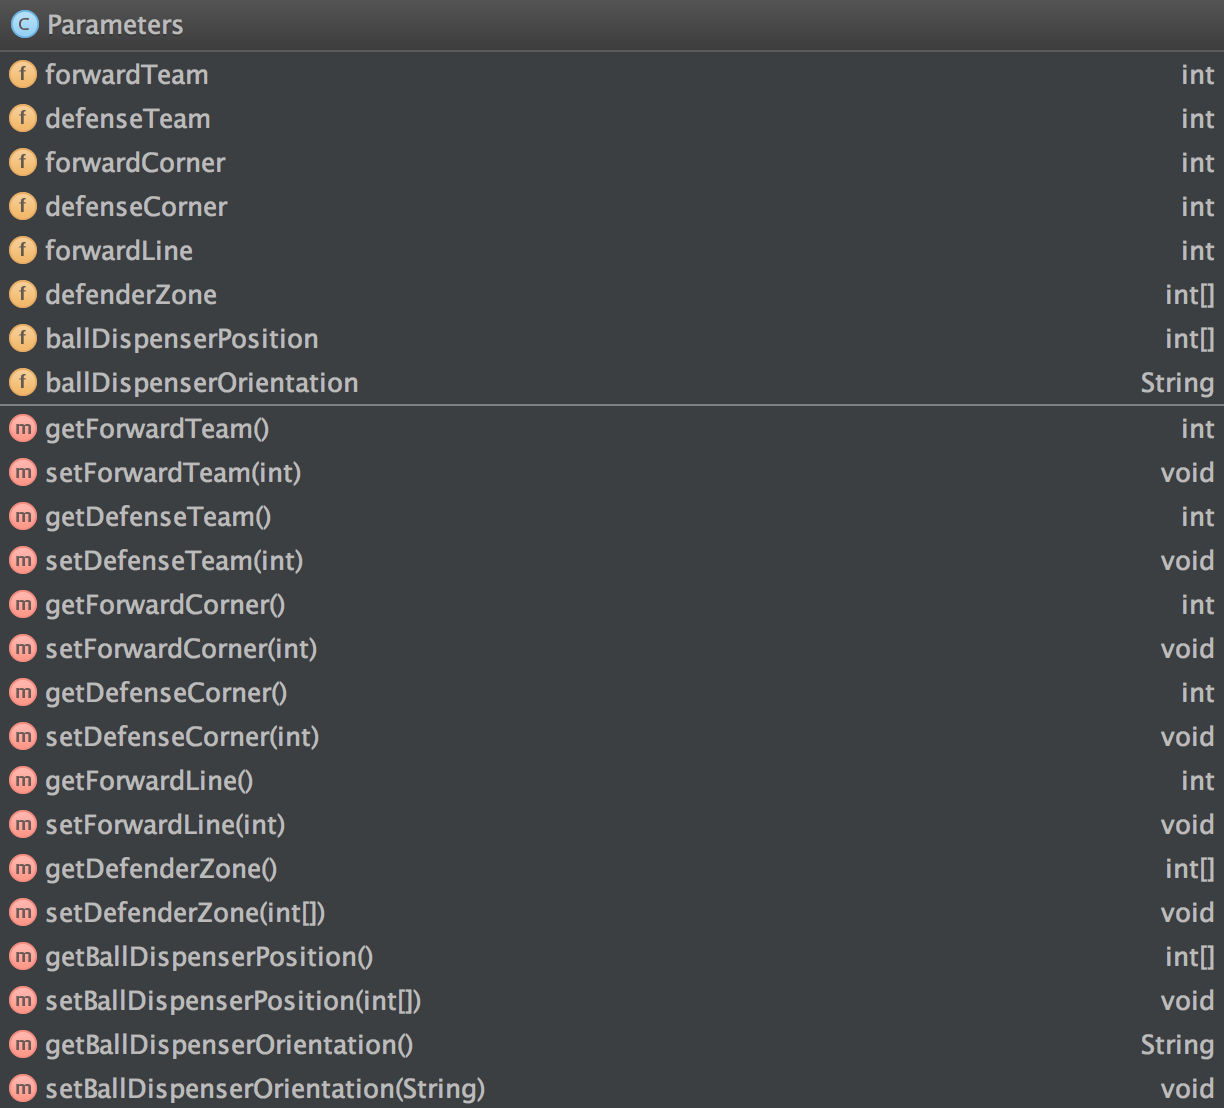 C Parameters
f forwardTeam int
f defenseTeam int
f forwardCorner int
f defenseCorner int
f forwardLine int
f defenderZone int[]
f ballDispenserPosition int[]
f ballDispenserOrientation String
m getForwardTeam() int
m setForwardTeam(int) void
m getDefenseTeam() int
m setDefenseTeam(int) void
m getForwardCorner() int
m setForwardCorner(int) void
m getDefenseCorner() int
m setDefenseCorner(int) void
m getForwardLine() int
m setForwardLine(int) void
m getDefenderZone() int[]
m setDefenderZone(int[]) void
m getBallDispenserPosition() int[]
m setBallDispenserPosition(int[]) void
m getBallDispenserOrientation() String
m setBallDispenserOrientation(String) void